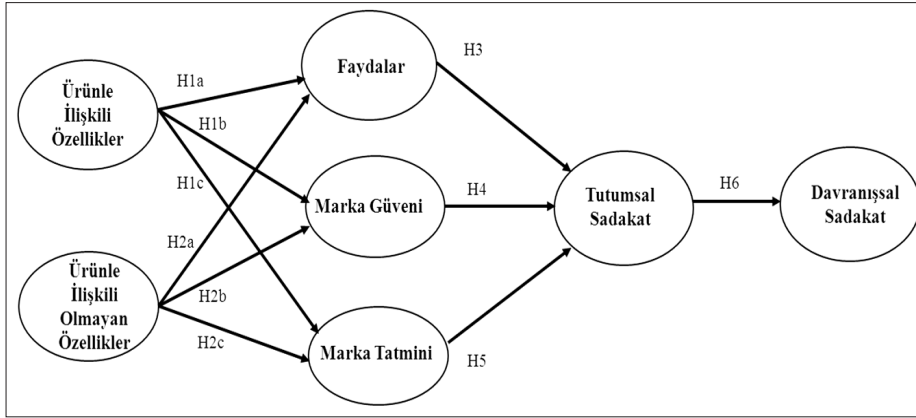 Ürünle
İlişkili
Özellikler
Ürünle
İlişkili
Olmayan
Özellikler
H1a
H1b
H1c
H2a
H2b
H2c
Faydalar
Marka Güveni
Marka Tatmini
H3
H4
H5
Tutumsal
Sadakat
H6
Davranışsal
Sadakat